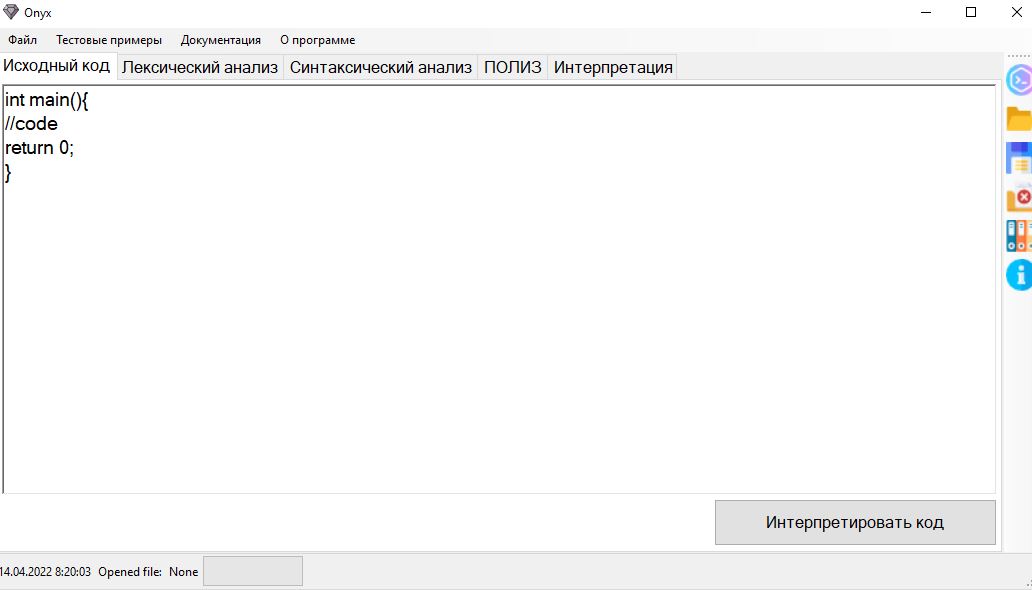 Onyx
Файл Тестовые примеры Документация О программе
Исходный код Лексический анализ Синтаксический анализ ПОЛИЗ Интерпретация
int main(){
//code
return 0;
}
Интерпретировать код
14.04.2022 8:20:03 Opened file: None